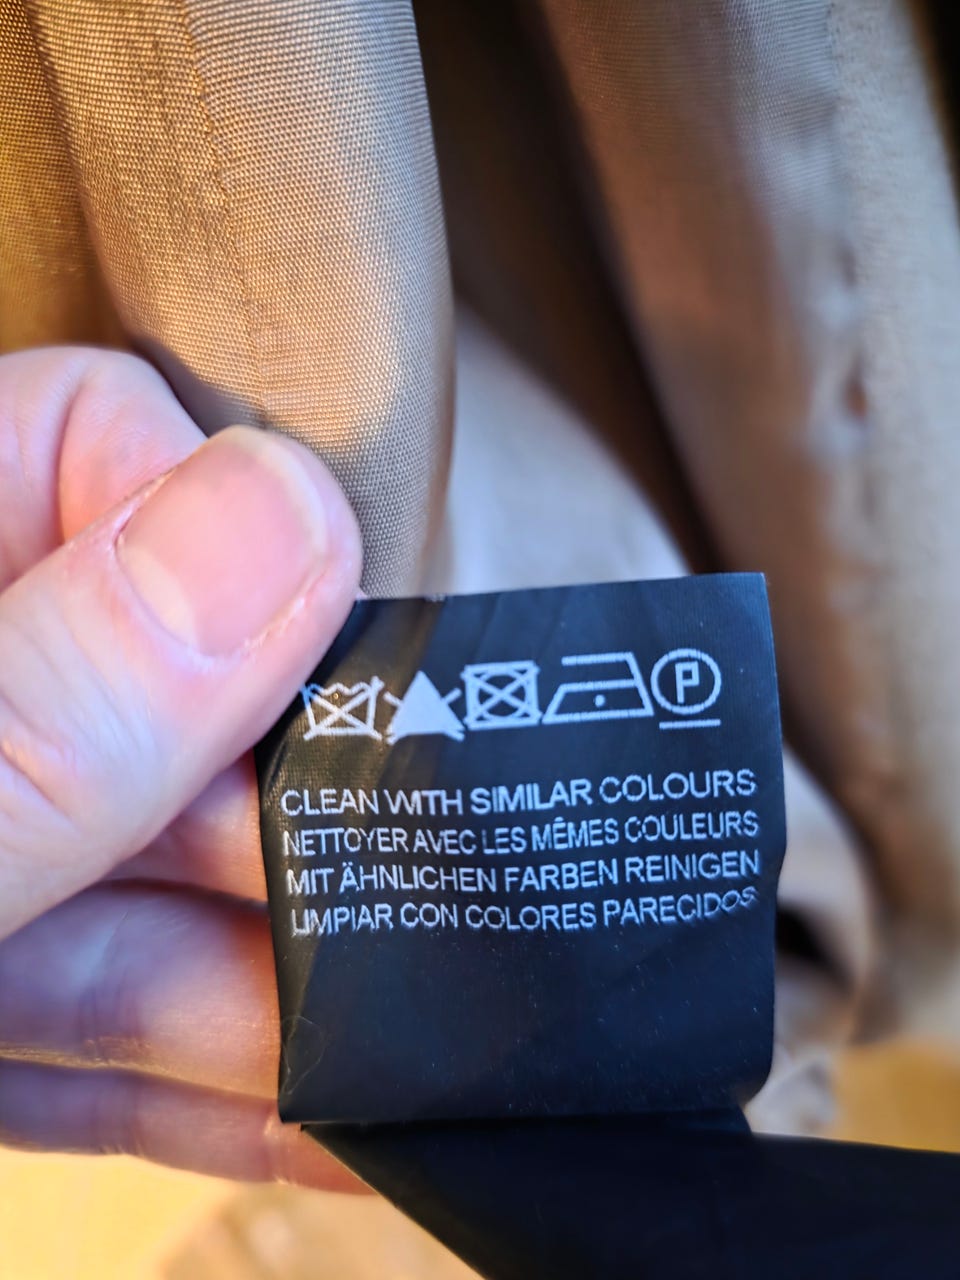 P
CLEAN WITH SIMILAR COLOURS
NETTOYER AVEC LES MÊMES COULEURS
MIT ÄHNLICHEN FARBEN REINIGEN
LIMPIAR CON COLORES PARECIDOS